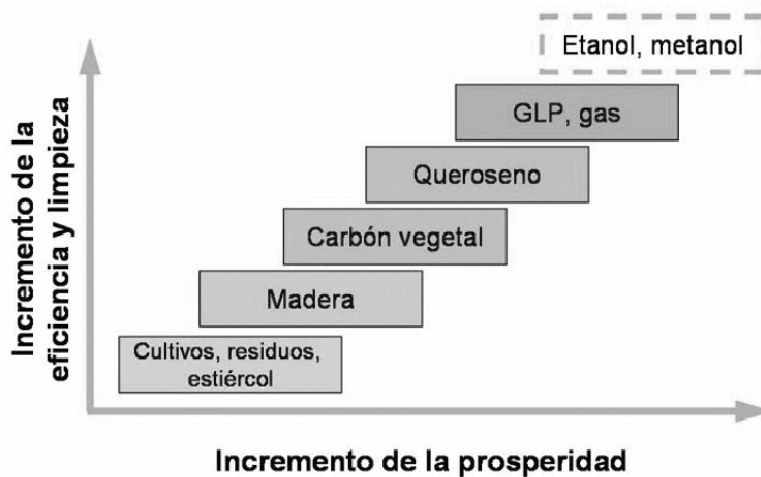 Etanol, metanol
GLP, gas
Queroseno
Carbón vegetal
Madera
Cultivos, residuos,
estiércol
Incremento de la
eficiencia y limpieza
Incremento de la prosperidad